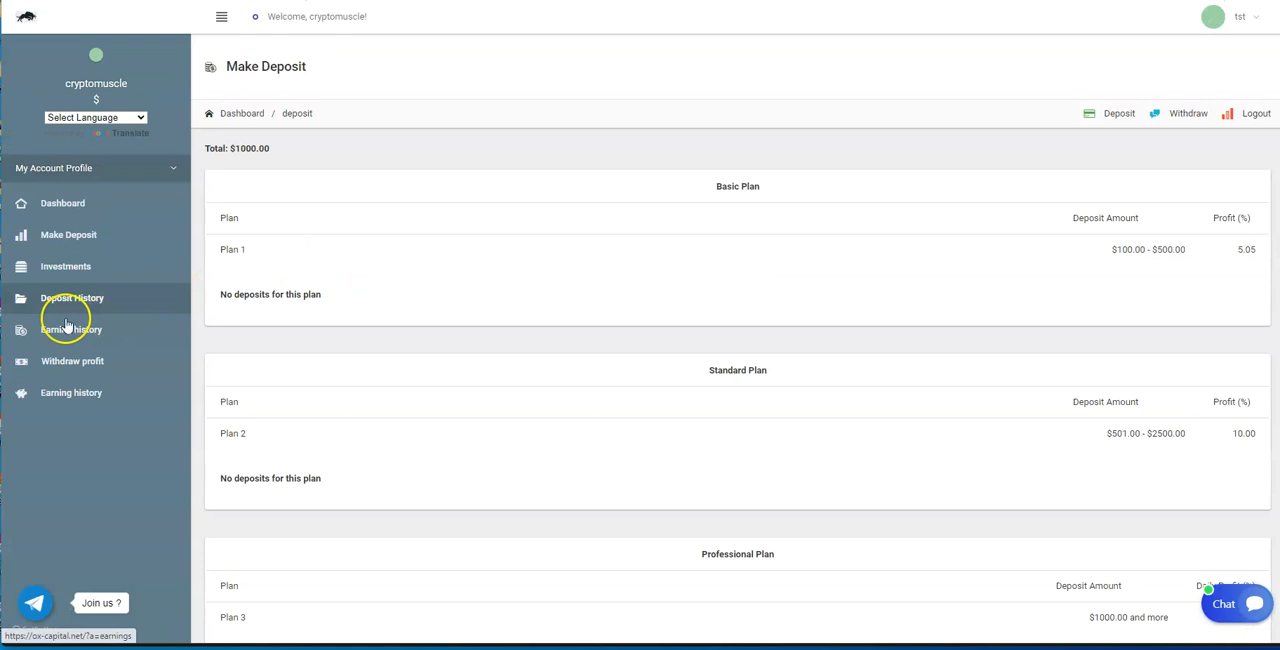 Welcome, cryptomuscle!
tst
cryptomuscle
$
Select Language
Translate
My Account Profile
Dashboard
Make Deposit
Investments
Deposit History
Earning history
Withdraw profit
Earning history
Join us ?
https://ox-capital.net/?a=earnings
Make Deposit
Dashboard / deposit
Deposit
Withdraw
Logout
Total: $1000.00
Basic Plan
Plan Deposit Amount Profit (%)
Plan 1 $100.00 - $500.00 5.05
No deposits for this plan
Standard Plan
Plan Deposit Amount Profit (%)
Plan 2 $501.00 - $2500.00 10.00
No deposits for this plan
Professional Plan
Plan Deposit Amount
Plan 3 $1000.00 and more
Chat